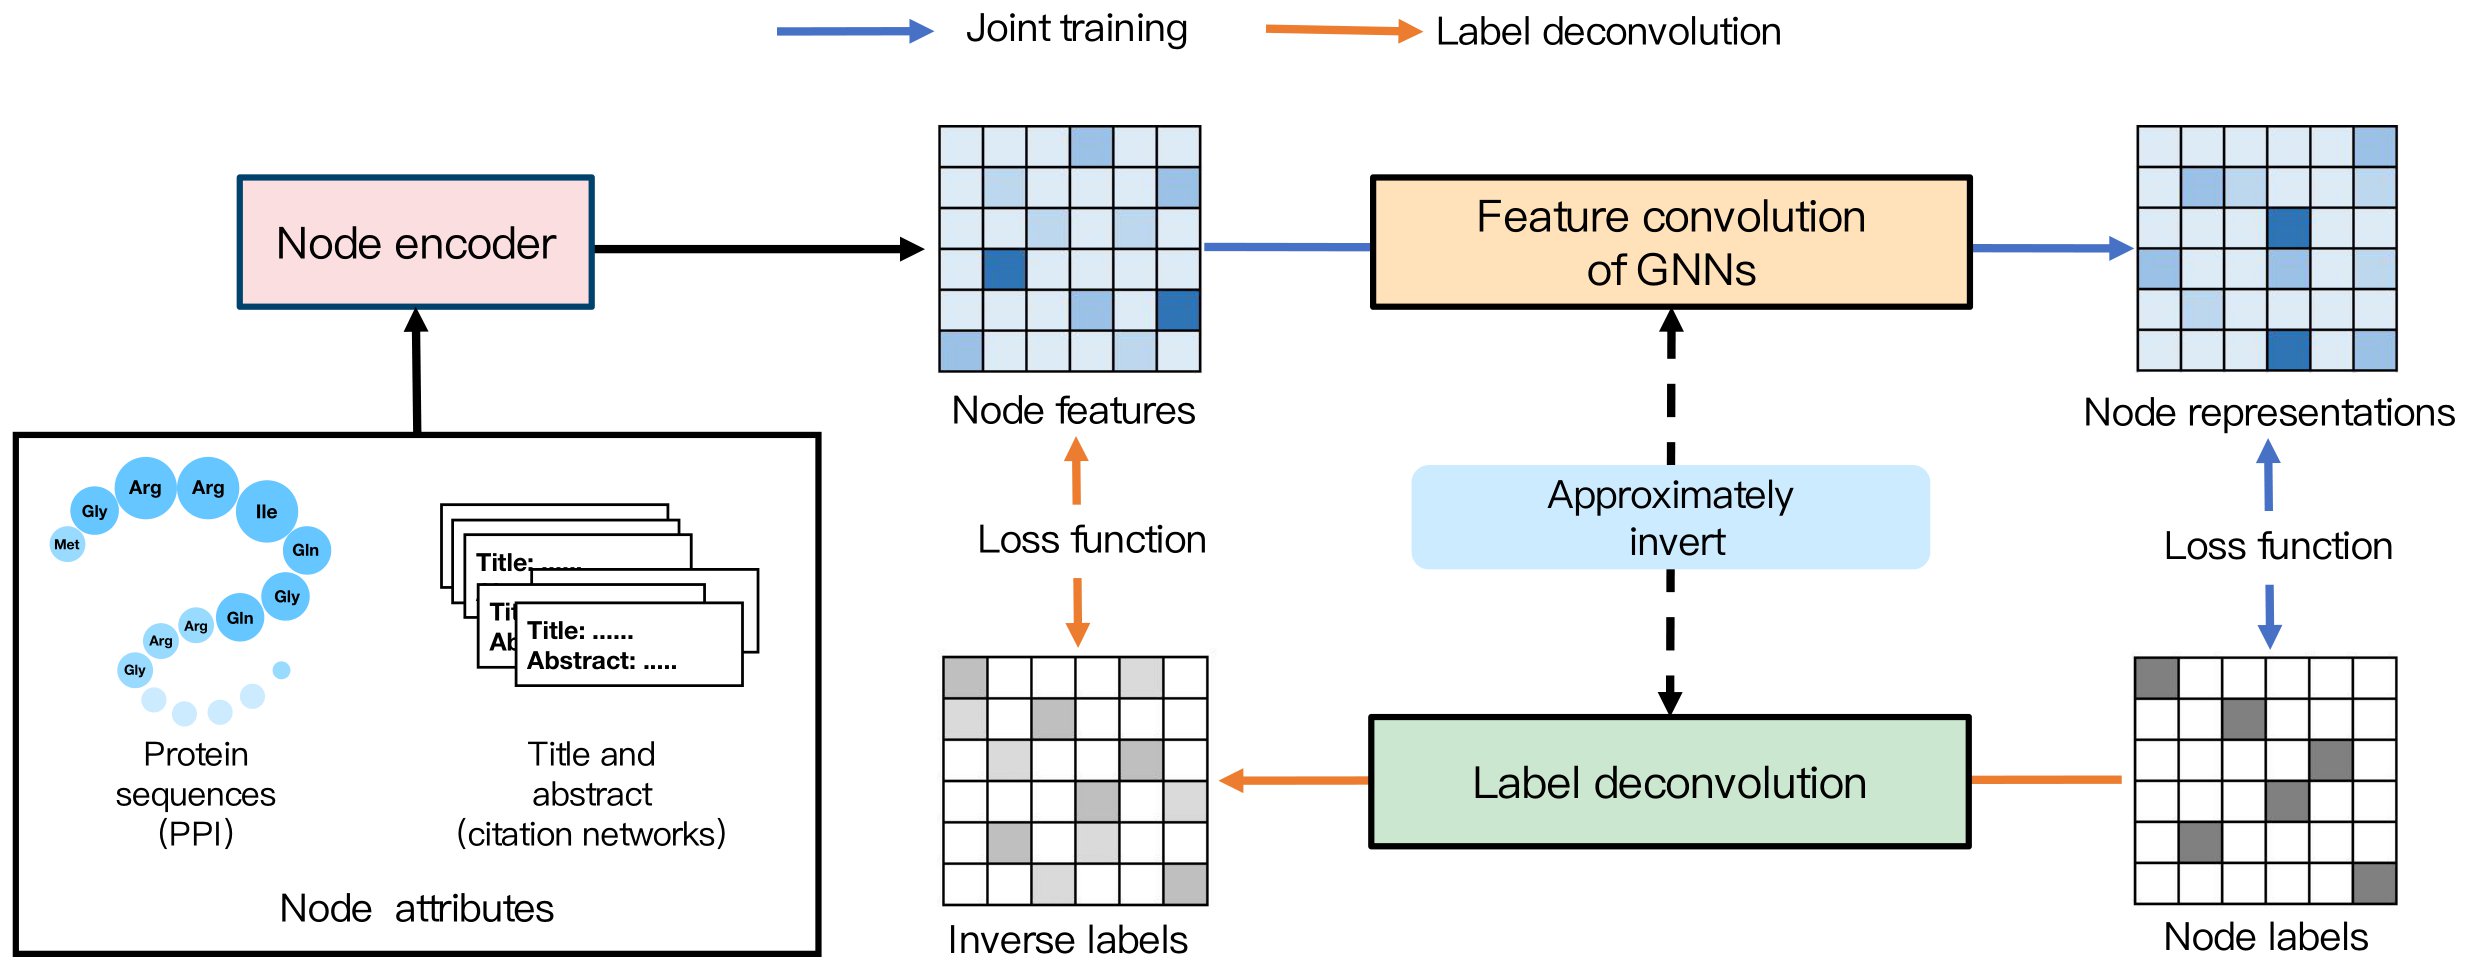 Joint training
Label deconvolution
Node encoder
Feature convolution
of GNNs
Node features
Node representations
Loss function
Approximately
invert
Loss function
Met
Gly
Arg
Arg
Ile
Gln
Gly
Gln
Arg
Arg
Gly
Title: ......
Tit
Ab
Title: ......
Abstract: .....
Protein
sequences
(PPI)
Title and
abstract
(citation networks)
Node attributes
Label deconvolution
Inverse labels
Node labels